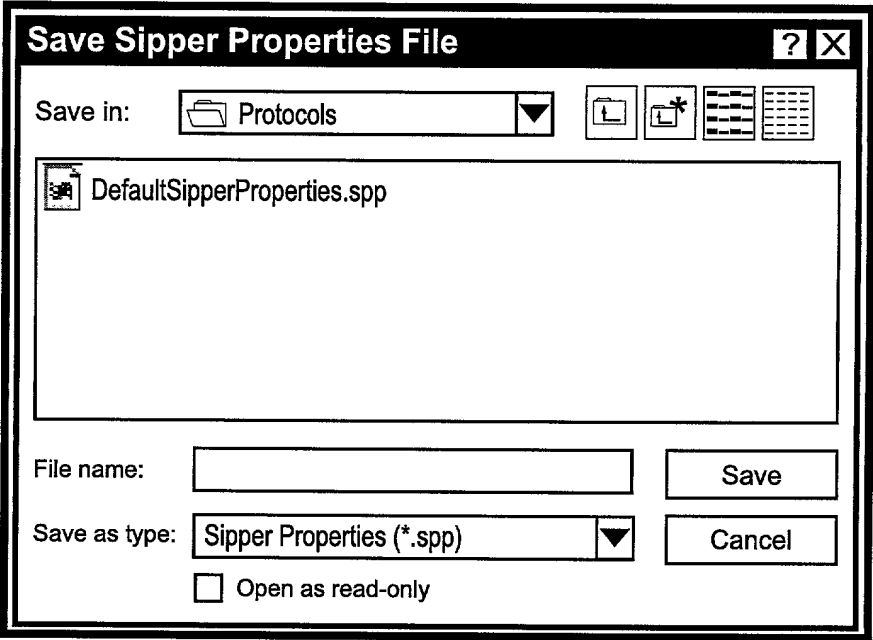 Save Sipper Properties File ? X
Save in: Protocols
DefaultSipperProperties.spp
File name: Save
Save as type: Sipper Properties (*.spp) Cancel
Open as read-only